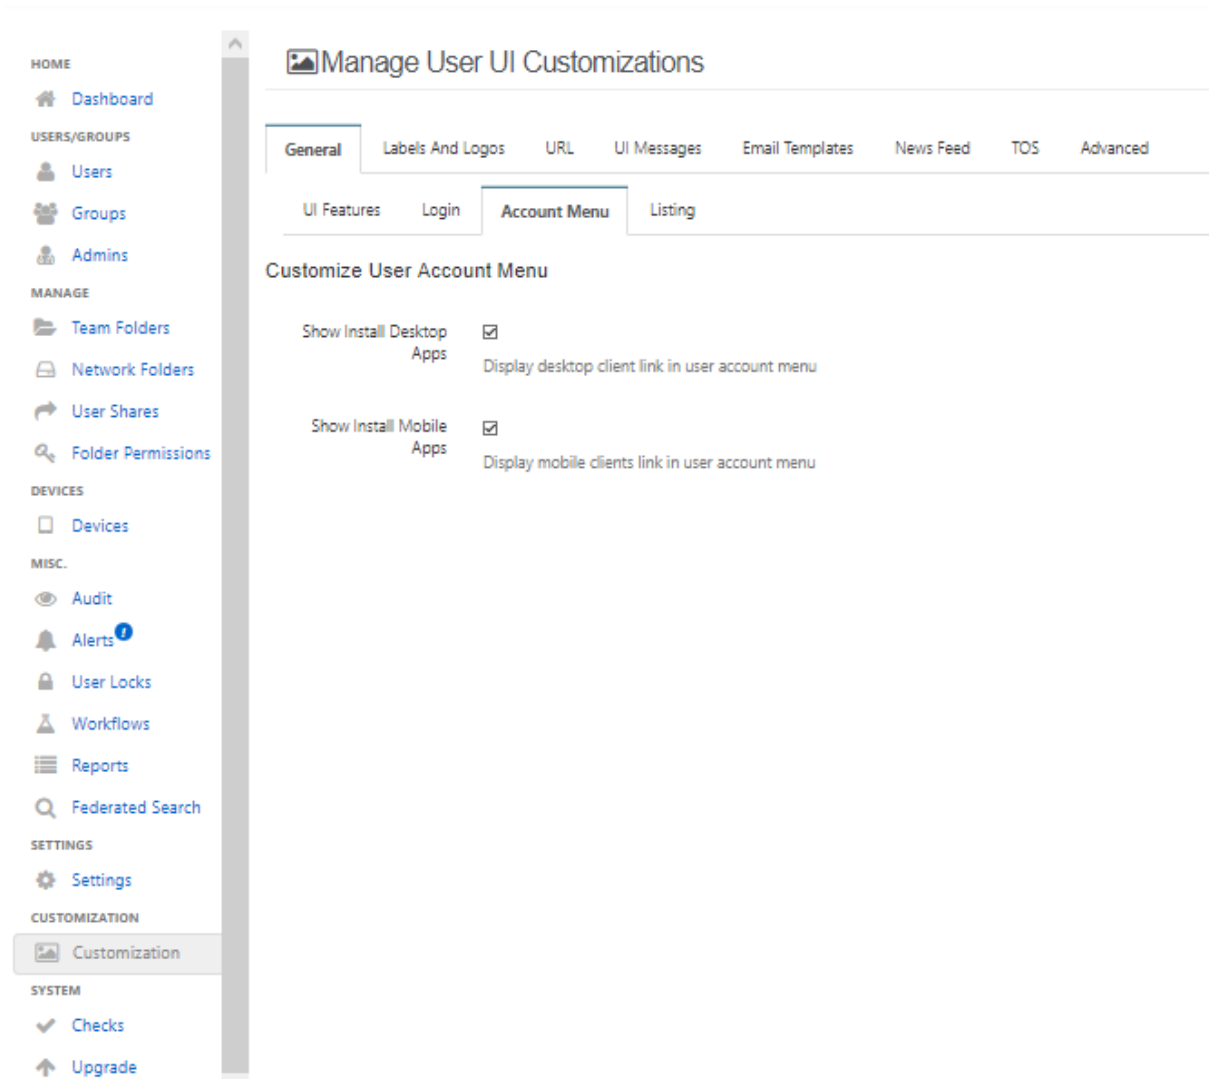 HOME
Dashboard
USERS/GROUPS
Users
Groups
Admins
MANAGE
Team Folders
Network Folders
User Shares
Folder Permissions
DEVICES
Devices
MISC.
Audit
Alerts
User Locks
Workflows
Reports
Federated Search
SETTINGS
Settings
CUSTOMIZATION
Customization
SYSTEM
Checks
Upgrade
Manage User UI Customizations
General Labels And Logos URL UI Messages Email Templates News Feed TOS Advanced
UI Features Login Account Menu Listing
Customize User Account Menu
Show Install Desktop
Apps
Display desktop client link in user account menu
Show Install Mobile
Apps
Display mobile clients link in user account menu